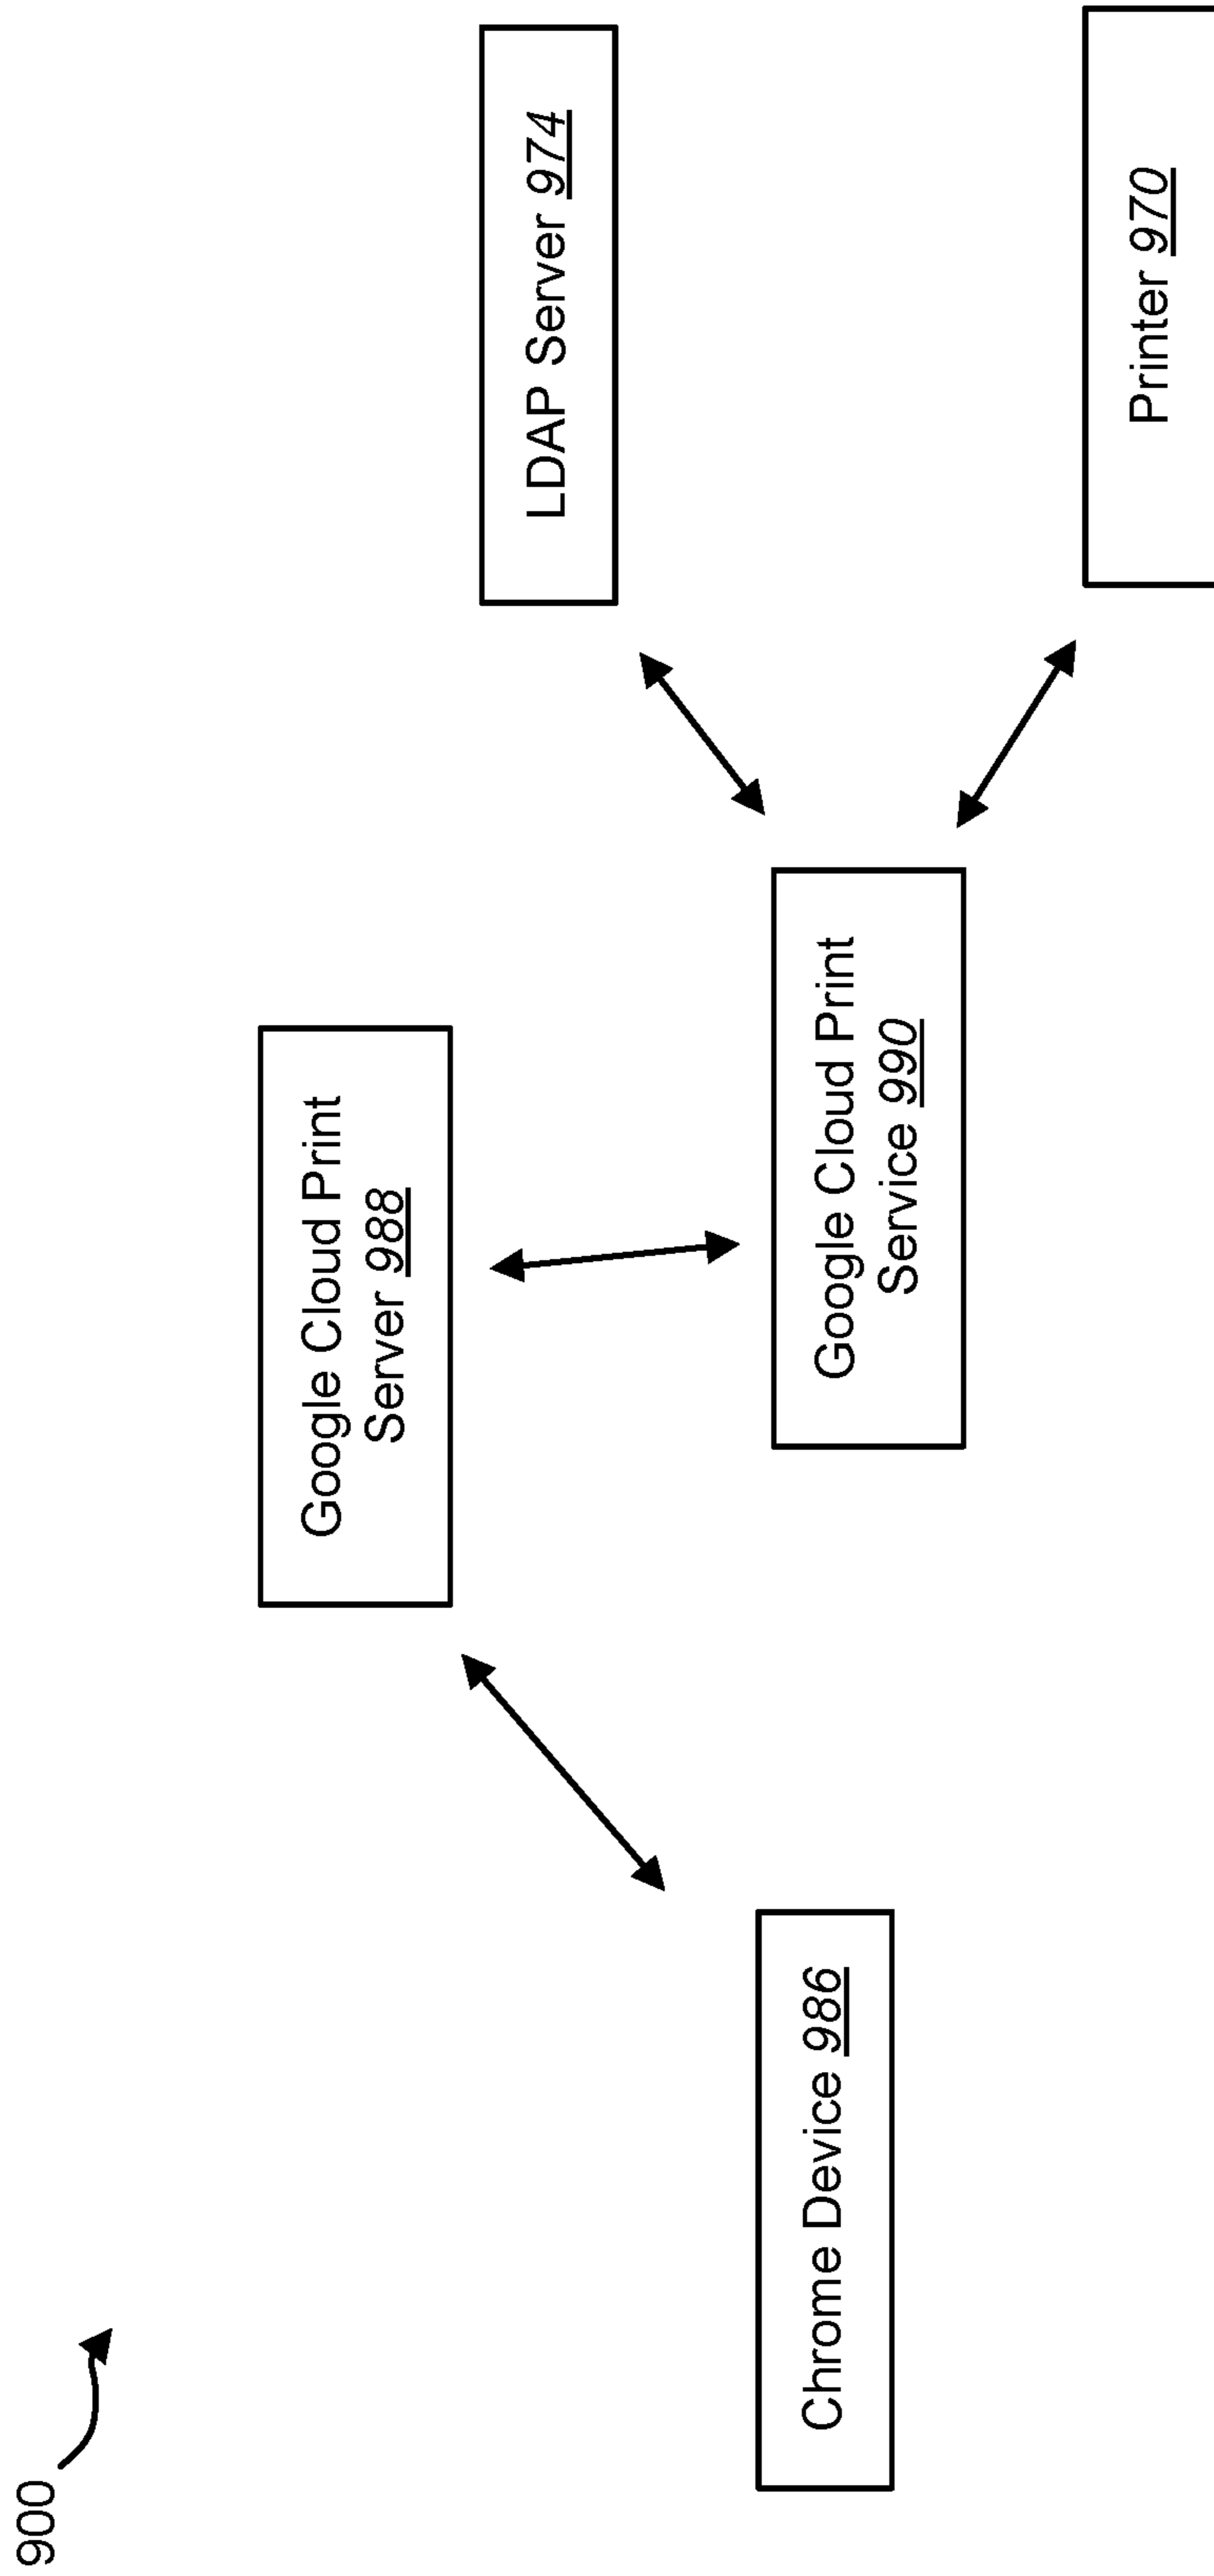 900
Google Cloud Print
Server 988
LDAP Server 974
Chrome Device 986
Google Cloud Print
Service 990
Printer 970